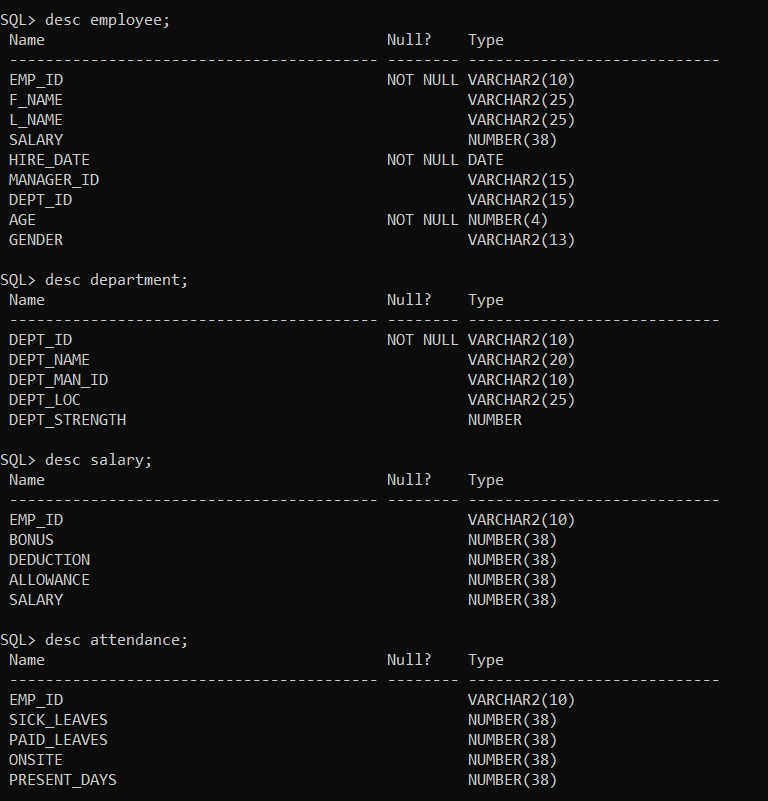 SQL> desc employee;
Name Null? Type
----------------------------------------- -------- ----------------------------
EMP_ID NOT NULL VARCHAR2(10)
F_NAME VARCHAR2(25)
L_NAME VARCHAR2(25)
SALARY NUMBER(38)
HIRE_DATE NOT NULL DATE
MANAGER_ID VARCHAR2(15)
DEPT_ID VARCHAR2(15)
AGE NOT NULL NUMBER(4)
GENDER VARCHAR2(13)
SQL> desc department;
Name Null? Type
----------------------------------------- -------- ----------------------------
DEPT_ID NOT NULL VARCHAR2(10)
DEPT_NAME VARCHAR2(20)
DEPT_MAN_ID VARCHAR2(10)
DEPT_LOC VARCHAR2(25)
DEPT_STRENGTH NUMBER
SQL> desc salary;
Name Null? Type
----------------------------------------- -------- ----------------------------
EMP_ID VARCHAR2(10)
BONUS NUMBER(38)
DEDUCTION NUMBER(38)
ALLOWANCE NUMBER(38)
SALARY NUMBER(38)
SQL> desc attendance;
Name Null? Type
----------------------------------------- -------- ----------------------------
EMP_ID VARCHAR2(10)
SICK_LEAVES NUMBER(38)
PAID_LEAVES NUMBER(38)
ONSITE NUMBER(38)
PRESENT_DAYS NUMBER(38)